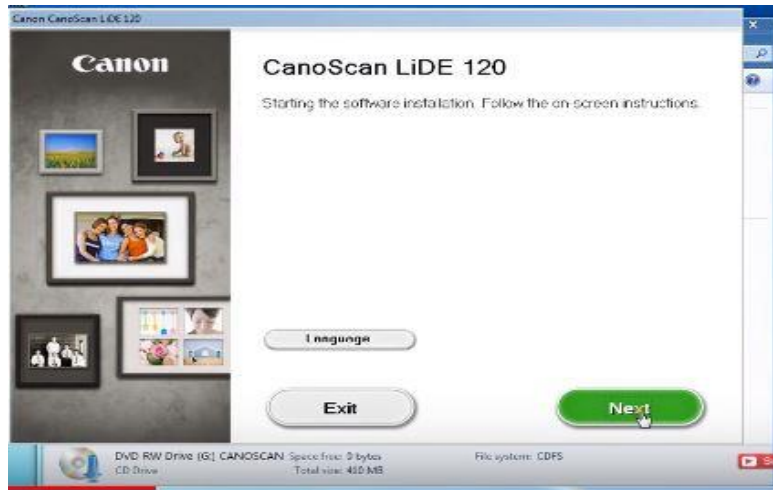 Canon CanoScan LiDE 120
Canon
CanoScan LiDE 120
Starting the software installation. Follow the on-screen instructions.
Language
Exit
Next
DVD RW Drive (G:) CANOSCAN Space free: 0 bytes File system: CDFS
CD Drive Total size: 410 MB